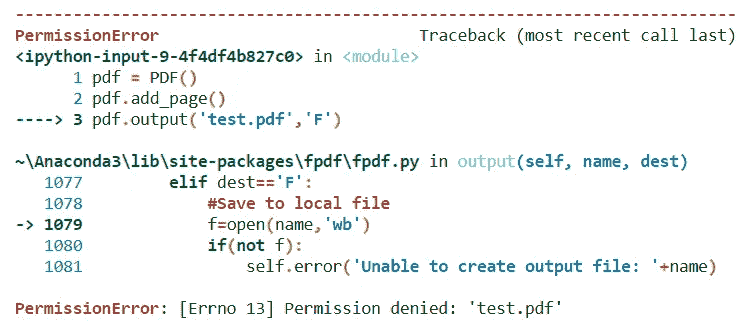 ---------------------------------------------------------------------------
PermissionError                           Traceback (most recent call last)
<ipython-input-9-4f4df4b827c0> in <module>
      1 pdf = PDF()
      2 pdf.add_page()
----> 3 pdf.output('test.pdf','F')

~\Anaconda3\lib\site-packages\fpdf\fpdf.py in output(self, name, dest)
   1077         elif dest=='F':
   1078             #Save to local file
-> 1079             f=open(name,'wb')
   1080             if(not f):
   1081                 self.error('Unable to create output file: '+name)

PermissionError: [Errno 13] Permission denied: 'test.pdf'